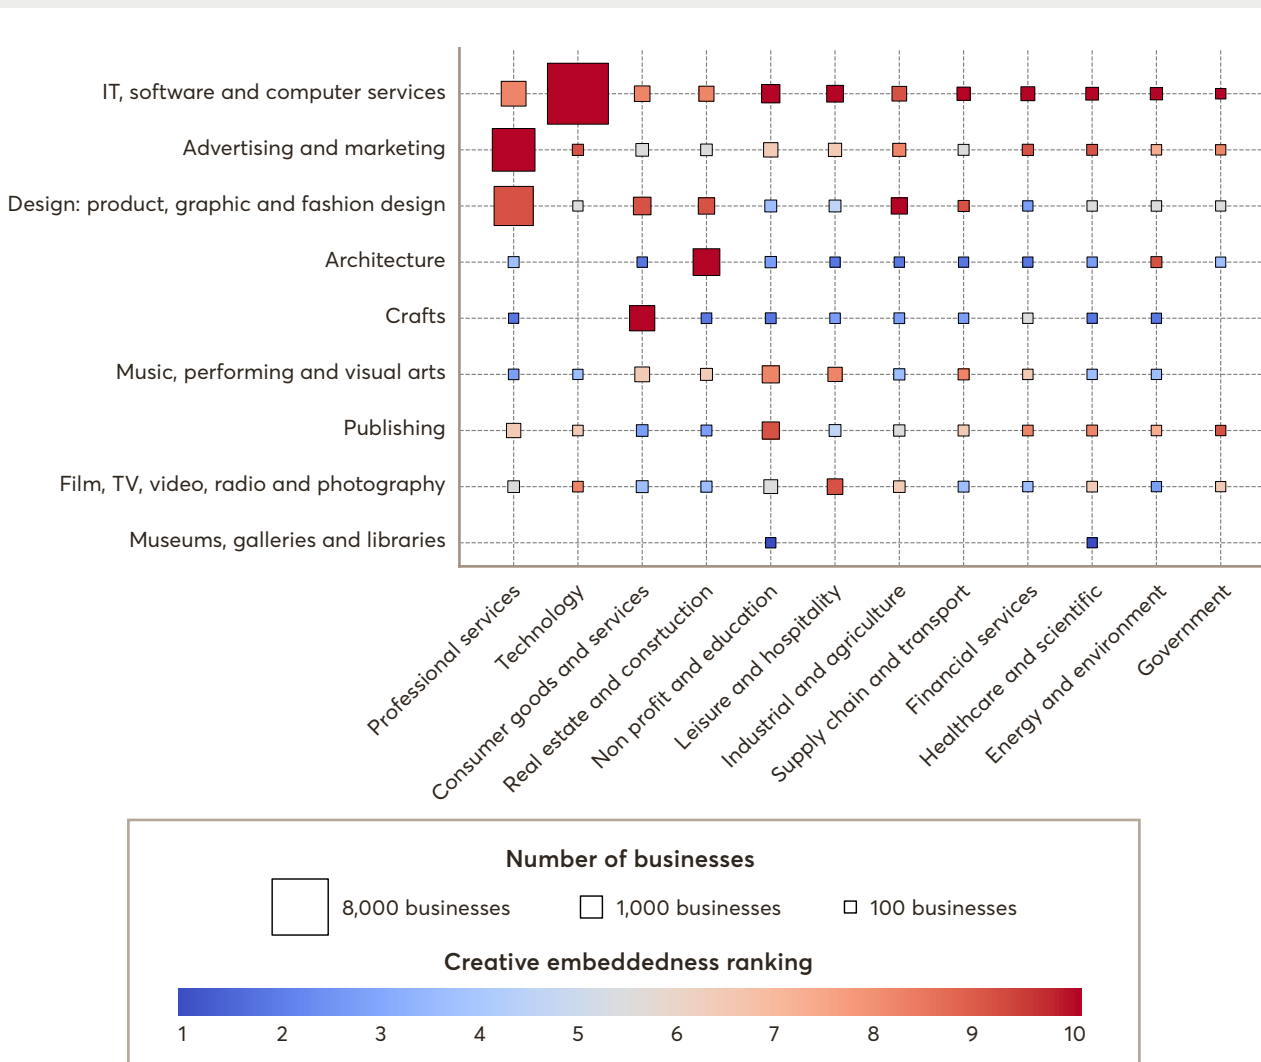 IT, software and computer services
Advertising and marketing
Design: product, graphic and fashion design
Architecture
Crafts
Music, performing and visual arts
Publishing
Film, TV, video, radio and photography
Museums, galleries and libraries
Professional services
Technology
Consumer goods and services
Real estate and consrtuction
Non profit and education
Leisure and hospitality
Industrial and agriculture
Supply chain and transport
Financial services
Healthcare and scientific
Energy and environment
Government
Number of businesses
8,000 businesses 1,000 businesses 100 businesses
Creative embeddedness ranking
1 2 3 4 5 6 7 8 9 10